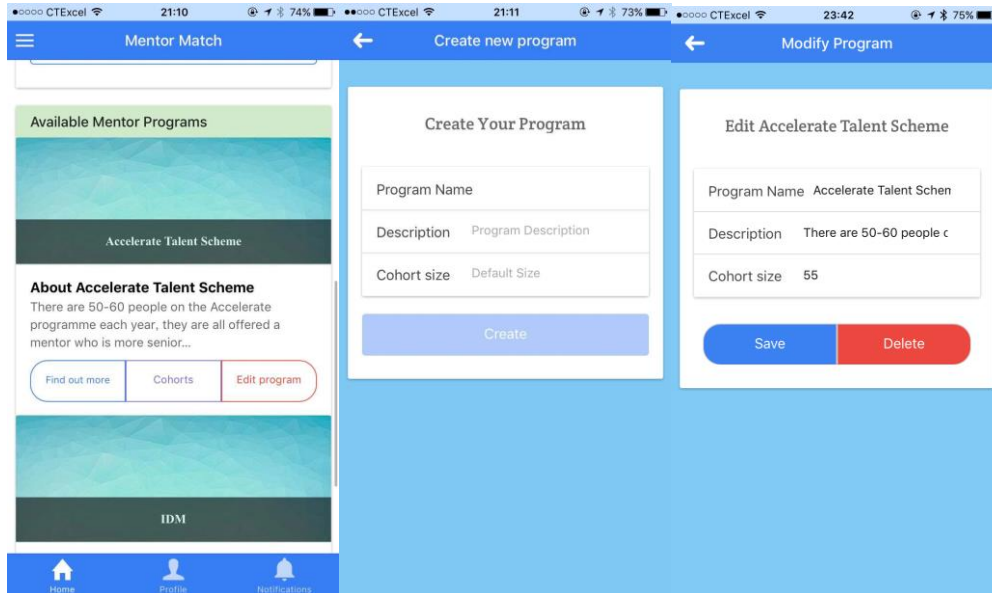 CTExcel 21:10 74%
Mentor Match
Available Mentor Programs
Accelerate Talent Scheme
About Accelerate Talent Scheme
There are 50-60 people on the Accelerate
programme each year, they are all offered a
mentor who is more senior...
Find out more Cohorts Edit program
IDM
Home Profile Notifications
CTExcel 21:11 73%
Create new program
Create Your Program
Program Name
Description Program Description
Cohort size Default Size
Create
CTExcel 23:42 75%
Modify Program
Edit Accelerate Talent Scheme
Program Name Accelerate Talent Schen
Description There are 50-60 people c
Cohort size 55
Save Delete